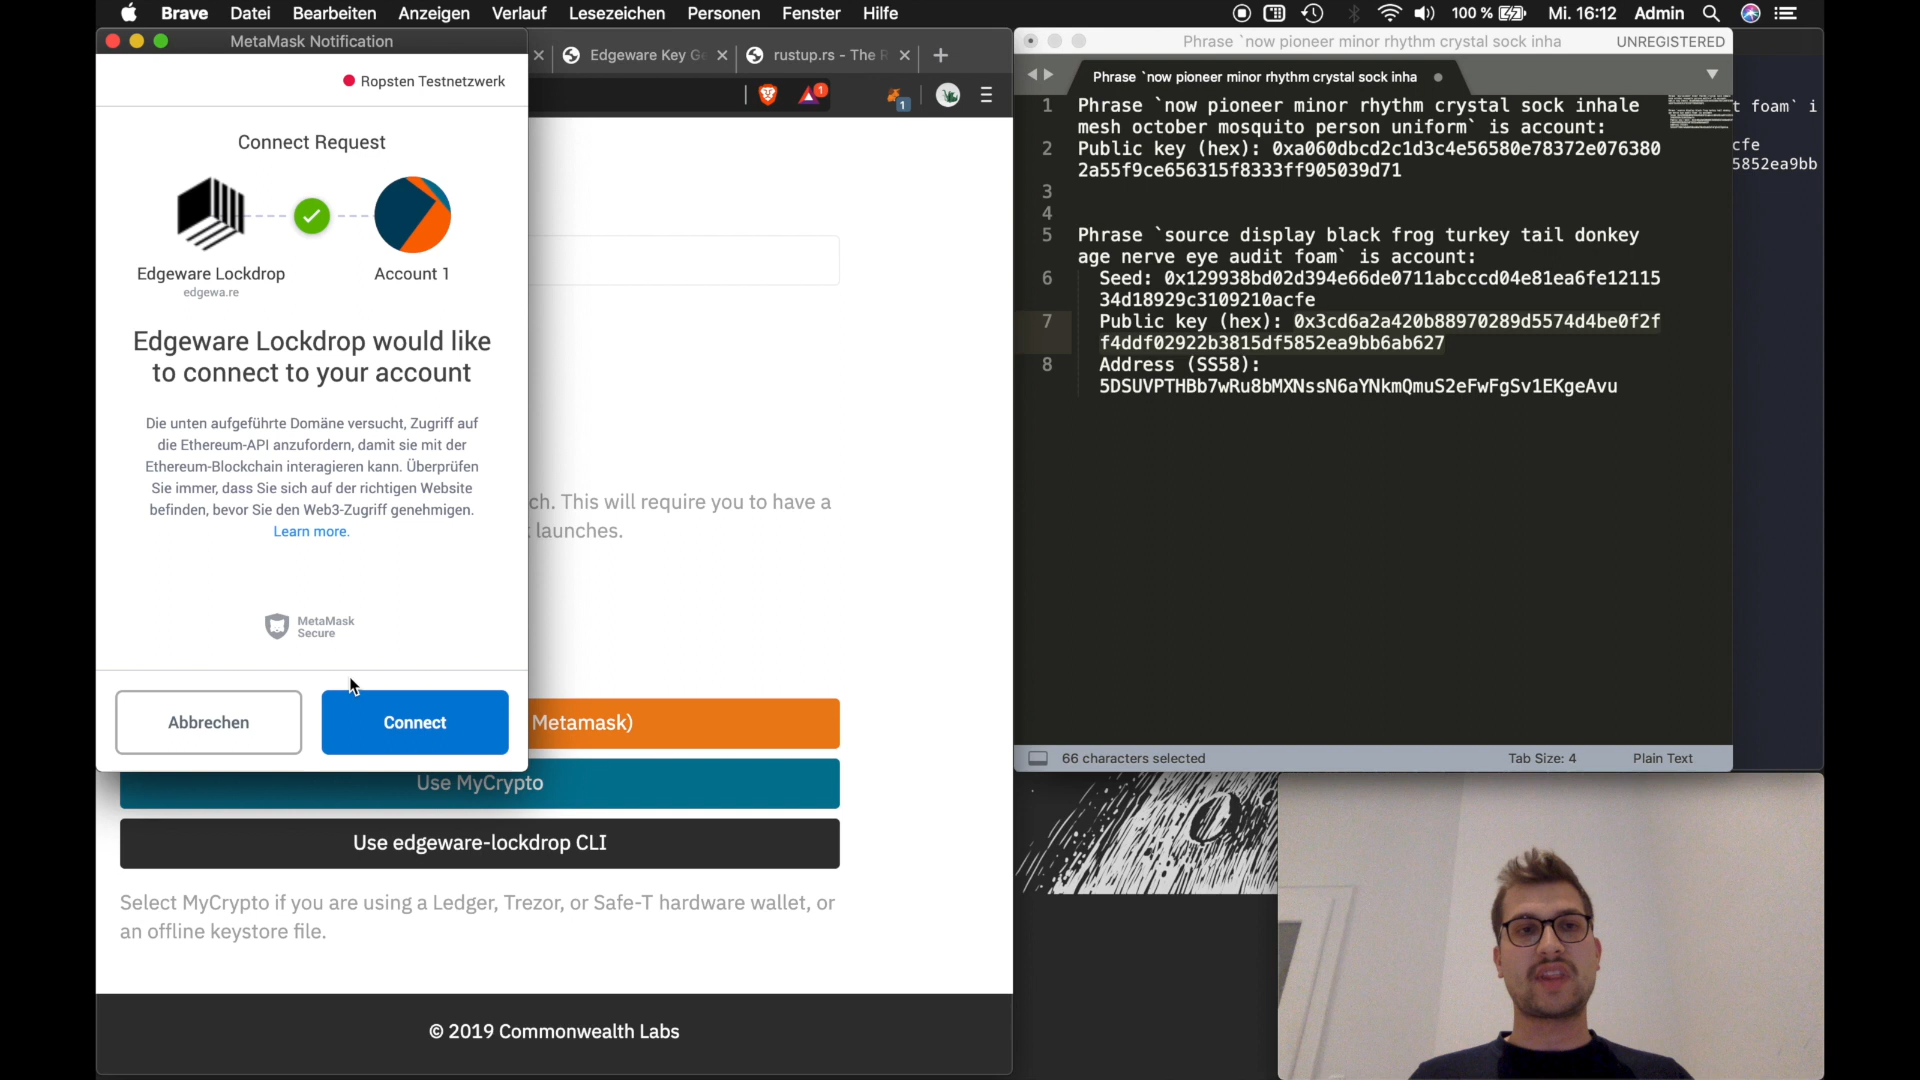 Brave Datei Bearbeiten Anzeigen Verlauf Lesezeichen Personen Fenster Hilfe
100 % Mi. 16:12 Admin
MetaMask Notification
Edgeware Key Ge
rustup.rs - The R
1
1
Ropsten Testnetzwerk
Connect Request
Edgeware Lockdrop
edgewa.re
Account 1
Edgeware Lockdrop would like
to connect to your account
Die unten aufgeführte Domäne versucht, Zugriff auf
die Ethereum-API anzufordern, damit sie mit der
Ethereum-Blockchain interagieren kann. Überprüfen
Sie immer, dass Sie sich auf der richtigen Website
befinden, bevor Sie den Web3-Zugriff genehmigen.
Learn more.
MetaMask
Secure
Abbrechen
Connect
ch. This will require you to have a
launches.
Metamask)
Use MyCrypto
Use edgeware-lockdrop CLI
Select MyCrypto if you are using a Ledger, Trezor, or Safe-T hardware wallet, or
an offline keystore file.
© 2019 Commonwealth Labs
Phrase `now pioneer minor rhythm crystal sock inha
UNREGISTERED
Phrase `now pioneer minor rhythm crystal sock inha
1 Phrase `now pioneer minor rhythm crystal sock inhale
mesh october mosquito person uniform` is account:
2 Public key (hex): 0xa060dbcd2c1d3c4e56580e78372e076380
2a55f9ce656315f8333ff905039d71
3
4
5 Phrase `source display black frog turkey tail donkey
age nerve eye audit foam` is account:
6 Seed: 0x129938bd02d394e66de0711abcccd04e81ea6fe12115
34d18929c3109210acfe
7 Public key (hex): 0x3cd6a2a420b88970289d5574d4be0f2f
f4ddf02922b3815df5852ea9bb6ab627
8 Address (SS58):
5DSUVPTHBb7wRu8bMXNssN6aYNkmQmuS2eFwFgSv1EKgeAvu
66 characters selected
Tab Size: 4
Plain Text
t foam` i
cfe
5852ea9bb